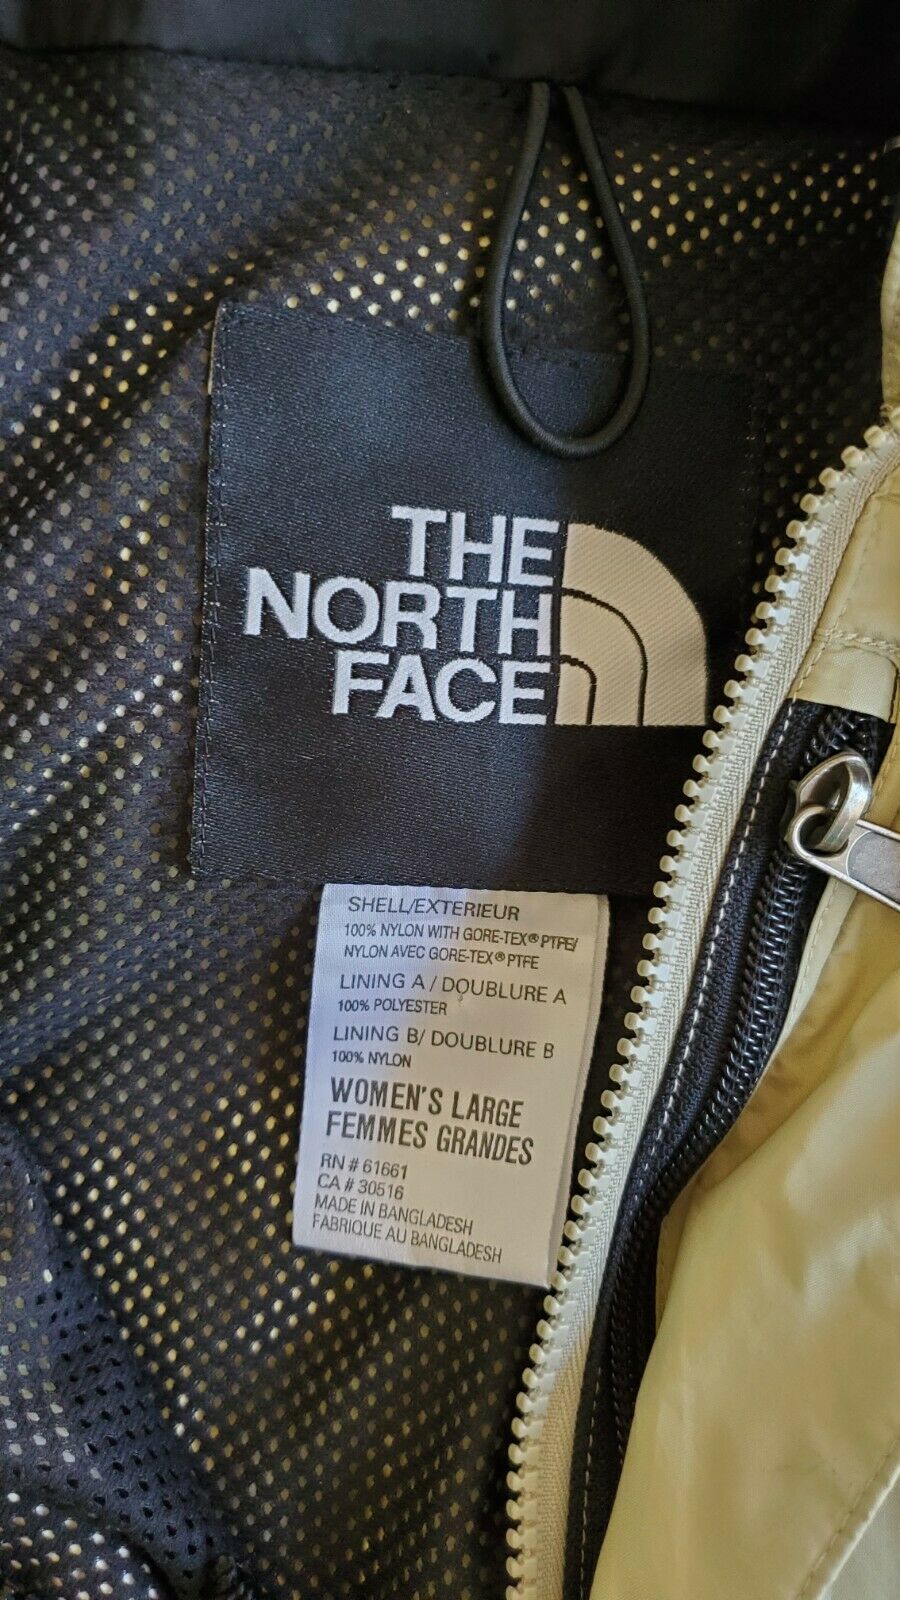 THE
NORTH
FACE
SHELL/EXTERIEUR
100% NYLON WITH GORE-TEX® PTFE/
NYLON AVEC GORE-TEX® PTFE
LINING A / DOUBLURE A
100% POLYESTER
LINING B/ DOUBLURE B
100% NYLON
WOMEN'S LARGE
FEMMES GRANDES
RN # 61661
CA # 30516
MADE IN BANGLADESH
FABRIQUE AU BANGLADESH